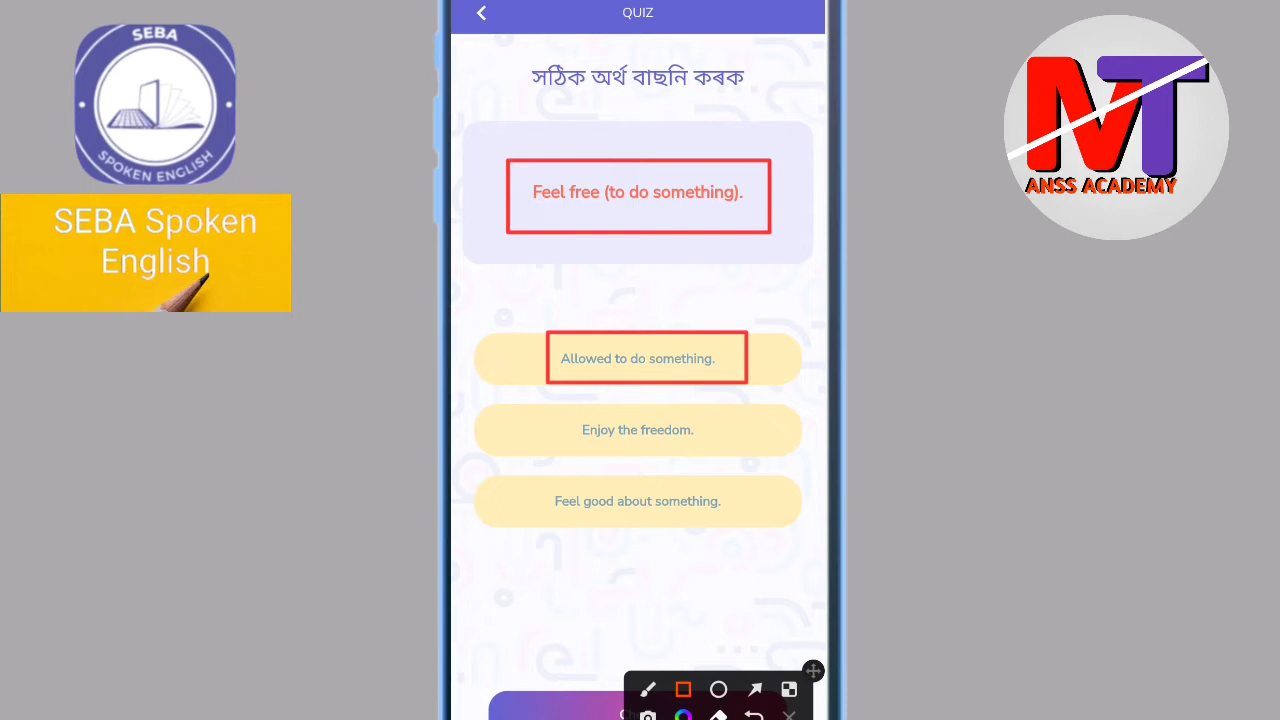 SEBA
SPOKEN ENGLISH
SEBA Spoken
English
QUIZ
সঠিক অৰ্থ বাছনি কৰক
Feel free (to do something).
Allowed to do something.
Enjoy the freedom.
Feel good about something.
MT
ANSS ACADEMY